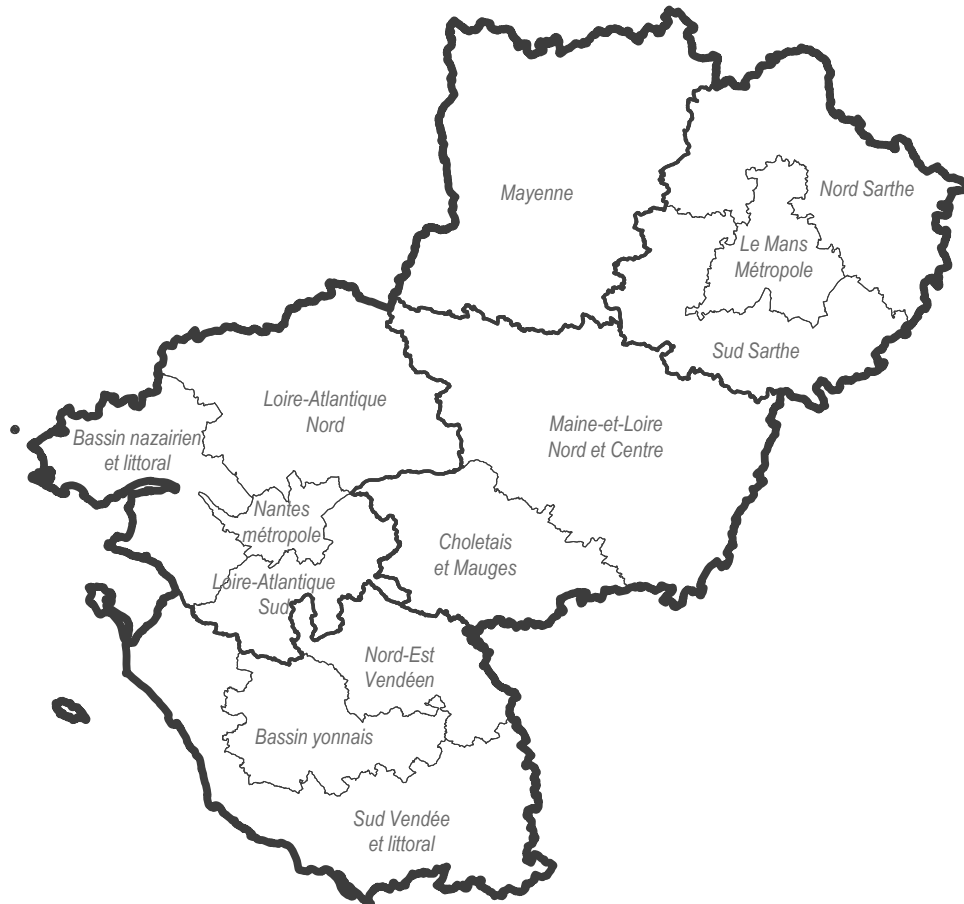 Mayenne
Nord Sarthe
Le Mans
Métropole
Sud Sarthe
Loire-Atlantique
Nord
Maine-et-Loire
Nord et Centre
Bassin nazairien
et littoral
Nantes
métropole
Choletais
et Mauges
Loire-Atlantique
Sud
Nord-Est
Vendéen
Bassin yonnais
Sud Vendée
et littoral